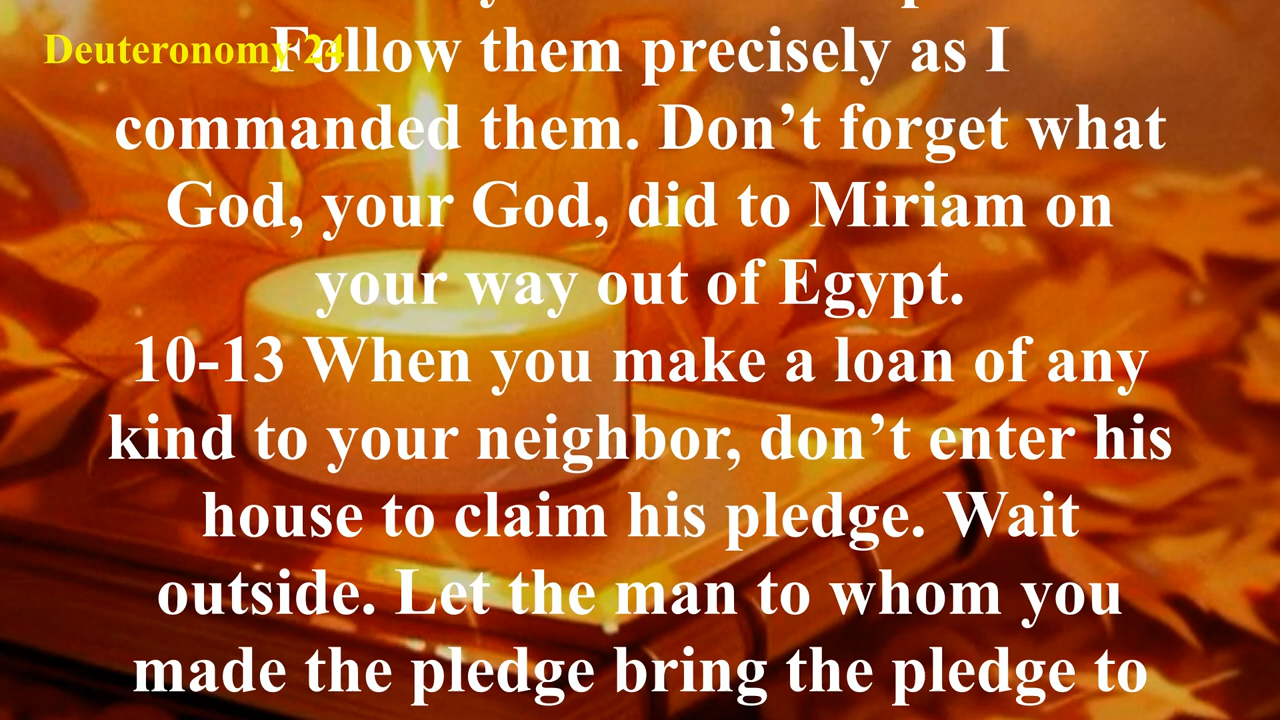 Deuteronomy 24
Follow them precisely as I
commanded them. Don’t forget what
God, your God, did to Miriam on
your way out of Egypt.
10-13 When you make a loan of any
kind to your neighbor, don’t enter his
house to claim his pledge. Wait
outside. Let the man to whom you
made the pledge bring the pledge to